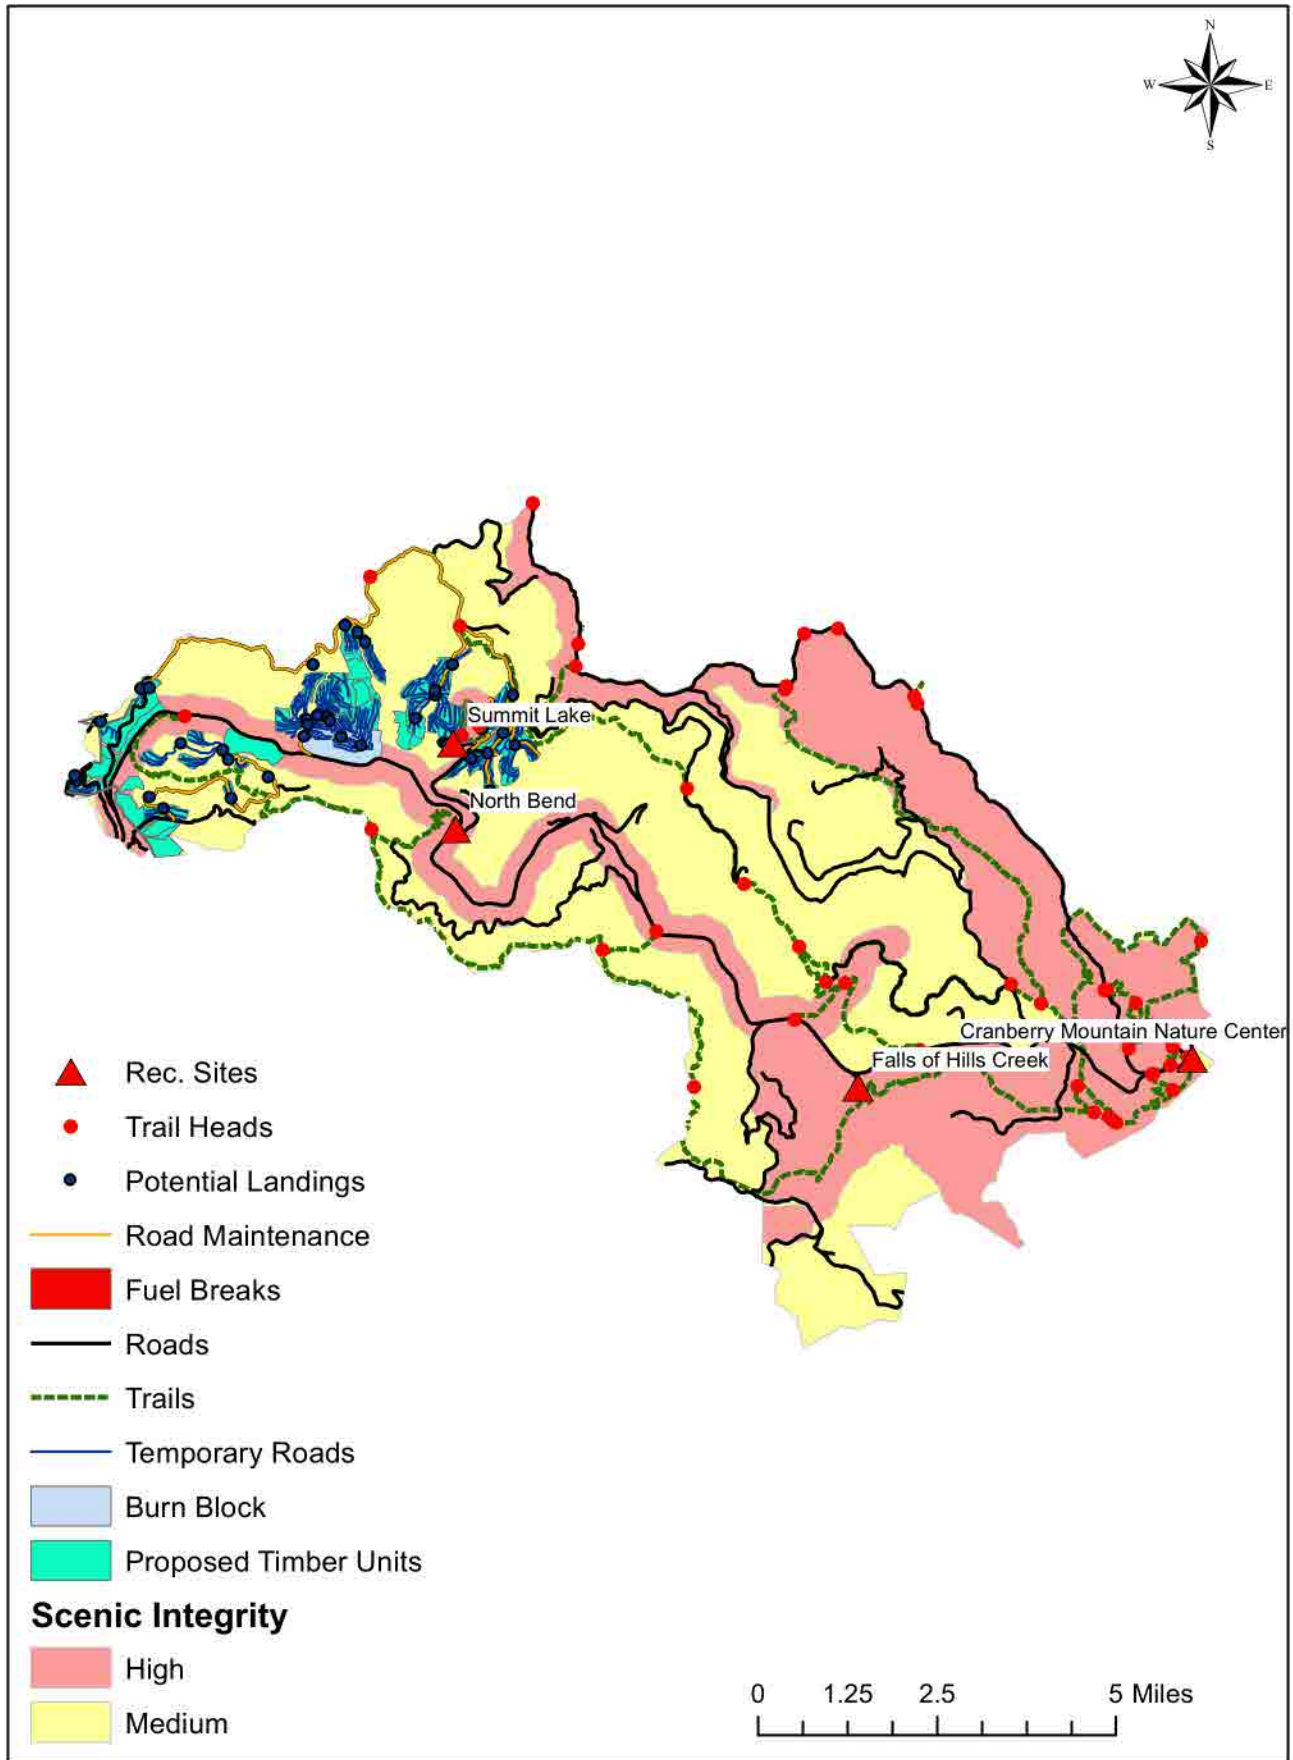 N
W E
S
Summit Lake
North Bend
Cranberry Mountain Nature Center
Falls of Hills Creek
Rec. Sites
Trail Heads
Potential Landings
Road Maintenance
Fuel Breaks
Roads
Trails
Temporary Roads
Burn Block
Proposed Timber Units
Scenic Integrity
High
Medium
0 1.25 2.5 5 Miles